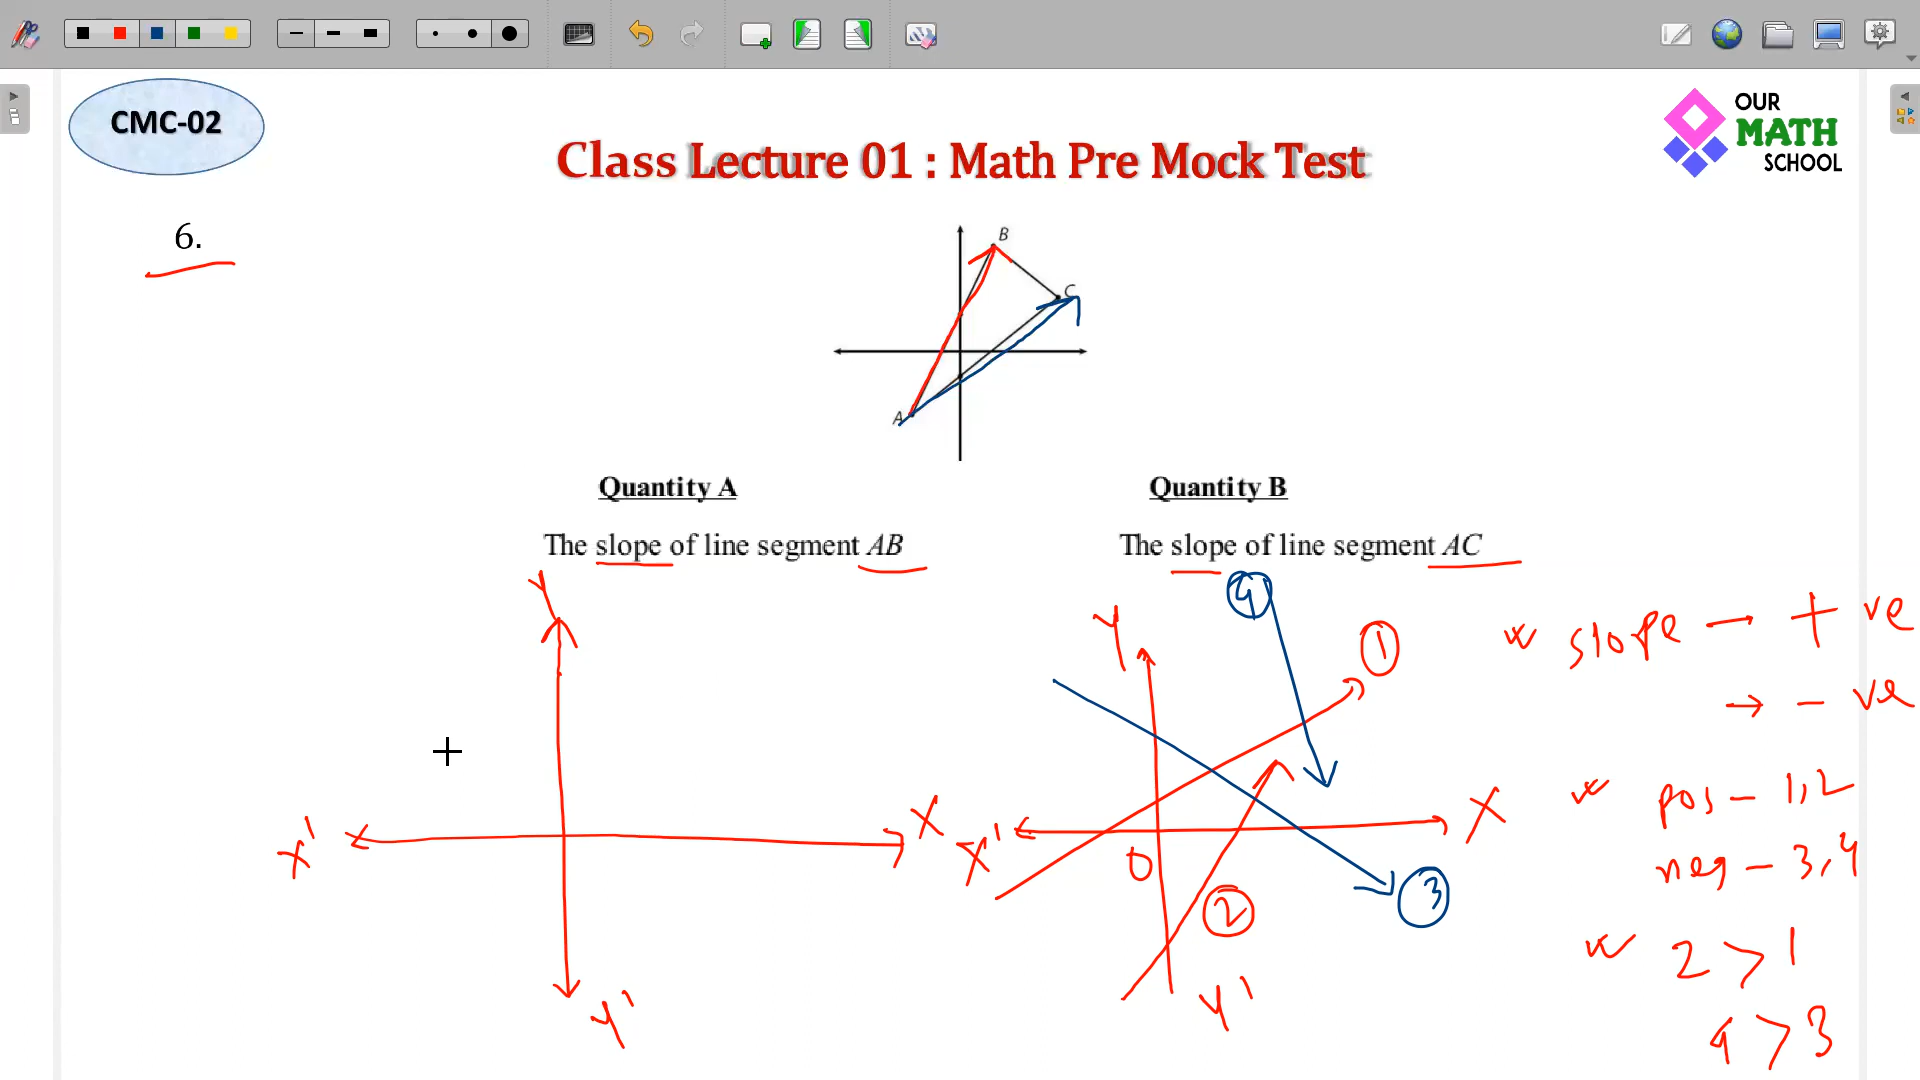 CMC-02
OUR
MATH
SCHOOL
Class Lecture 01 : Math Pre Mock Test
6.
B
C
A
Quantity A
Quantity B
The slope of line segment AB
The slope of line segment AC
Y
X
X'
Y'
Y
X
X'
O
Y'
1
2
3
4
slope → + ve
→ - ve
pos - 1,2
neg - 3,4
2 > 1
4 > 3